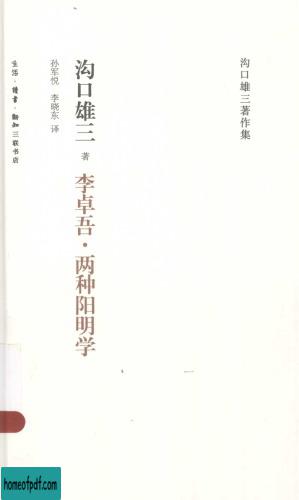 沟口雄三著作集
沟口雄三 著
李卓吾·两种阳明学
孙军悦 李晓东 译
生活·讀書·新知三联书店
homeofpdf.com